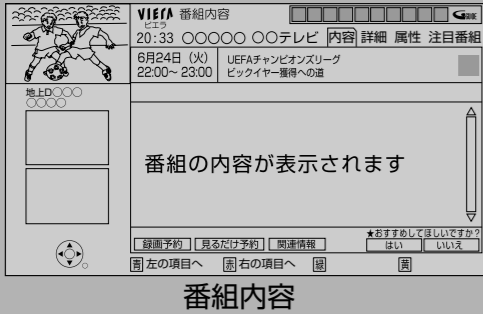 VIErA 番組内容
ビエラ
GガイドE
20:33 ○○○○○ ○○テレビ 内容 詳細 属性 注目番組
6月24日（火） UEFAチャンピオンズリーグ
22:00～ 23:00 ビックイヤー獲得への道
地上D○○○
○○○○
番組の内容が表示されます
★おすすめしてほしいですか?
録画予約 見るだけ予約 関連情報 はい いいえ
青 左の項目へ 赤 右の項目へ 緑 黄
番組内容